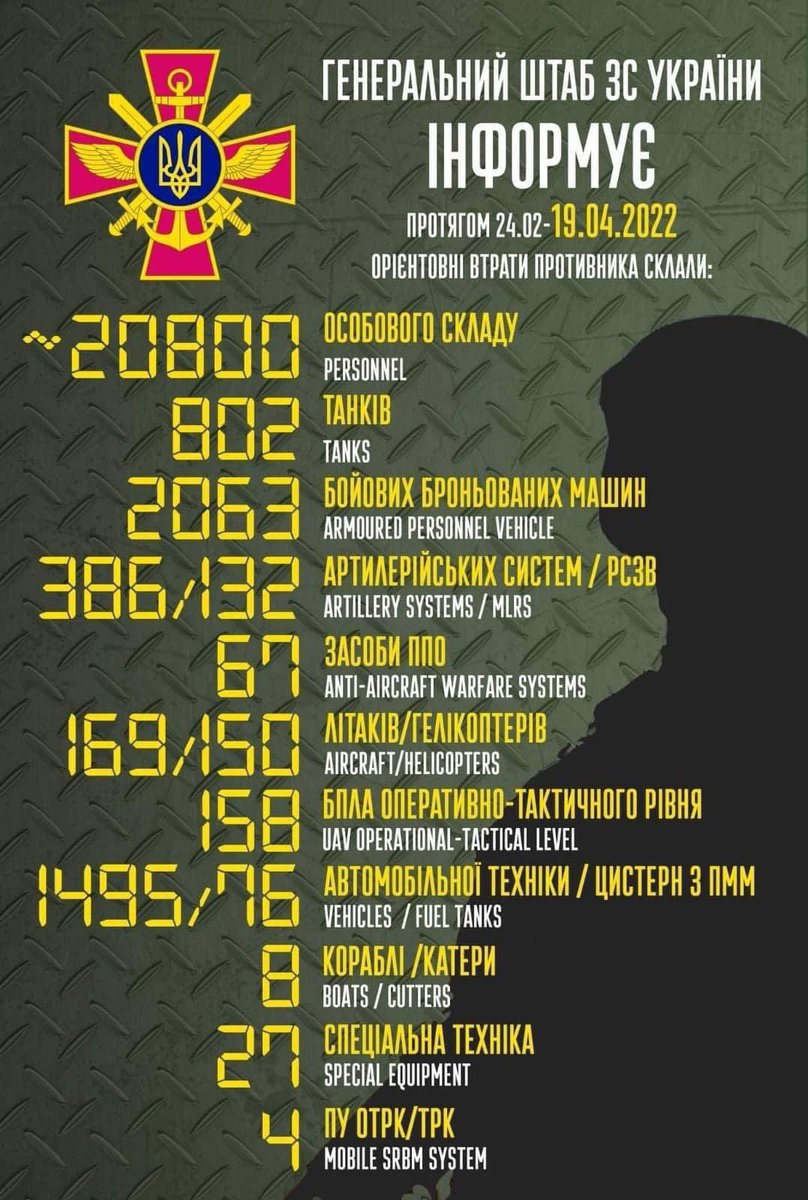 ГЕНЕРАЛЬНИЙ ШТАБ ЗС УКРАЇНИ
ІНФОРМУЄ
ПРОТЯГОМ 24.02-19.04.2022
ОРІЄНТОВНІ ВТРАТИ ПРОТИВНИКА СКЛАЛИ:
~20800 ОСОБОВОГО СКЛАДУ
PERSONNEL
802 ТАНКІВ
TANKS
2063 БОЙОВИХ БРОНЬОВАНИХ МАШИН
ARMOURED PERSONNEL VEHICLE
386/132 АРТИЛЕРІЙСЬКИХ СИСТЕМ / РСЗВ
ARTILLERY SYSTEMS / MLRS
67 ЗАСОБИ ППО
ANTI-AIRCRAFT WARFARE SYSTEMS
169/150 ЛІТАКІВ/ГЕЛІКОПТЕРІВ
AIRCRAFT/HELICOPTERS
158 БПЛА ОПЕРАТИВНО-ТАКТИЧНОГО РІВНЯ
UAV OPERATIONAL-TACTICAL LEVEL
1495/76 АВТОМОБІЛЬНОЇ ТЕХНІКИ / ЦИСТЕРН З ПММ
VEHICLES / FUEL TANKS
8 КОРАБЛІ /КАТЕРИ
BOATS / CUTTERS
27 СПЕЦІАЛЬНА ТЕХНІКА
SPECIAL EQUIPMENT
4 ПУ ОТРК/ТРК
MOBILE SRBM SYSTEM